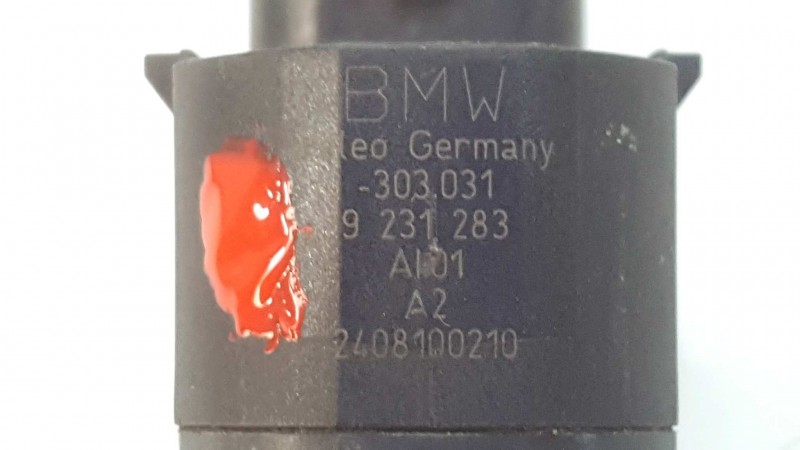 BMW
leo Germany
-303.031
9 231 283
AI01
A2
2408100210